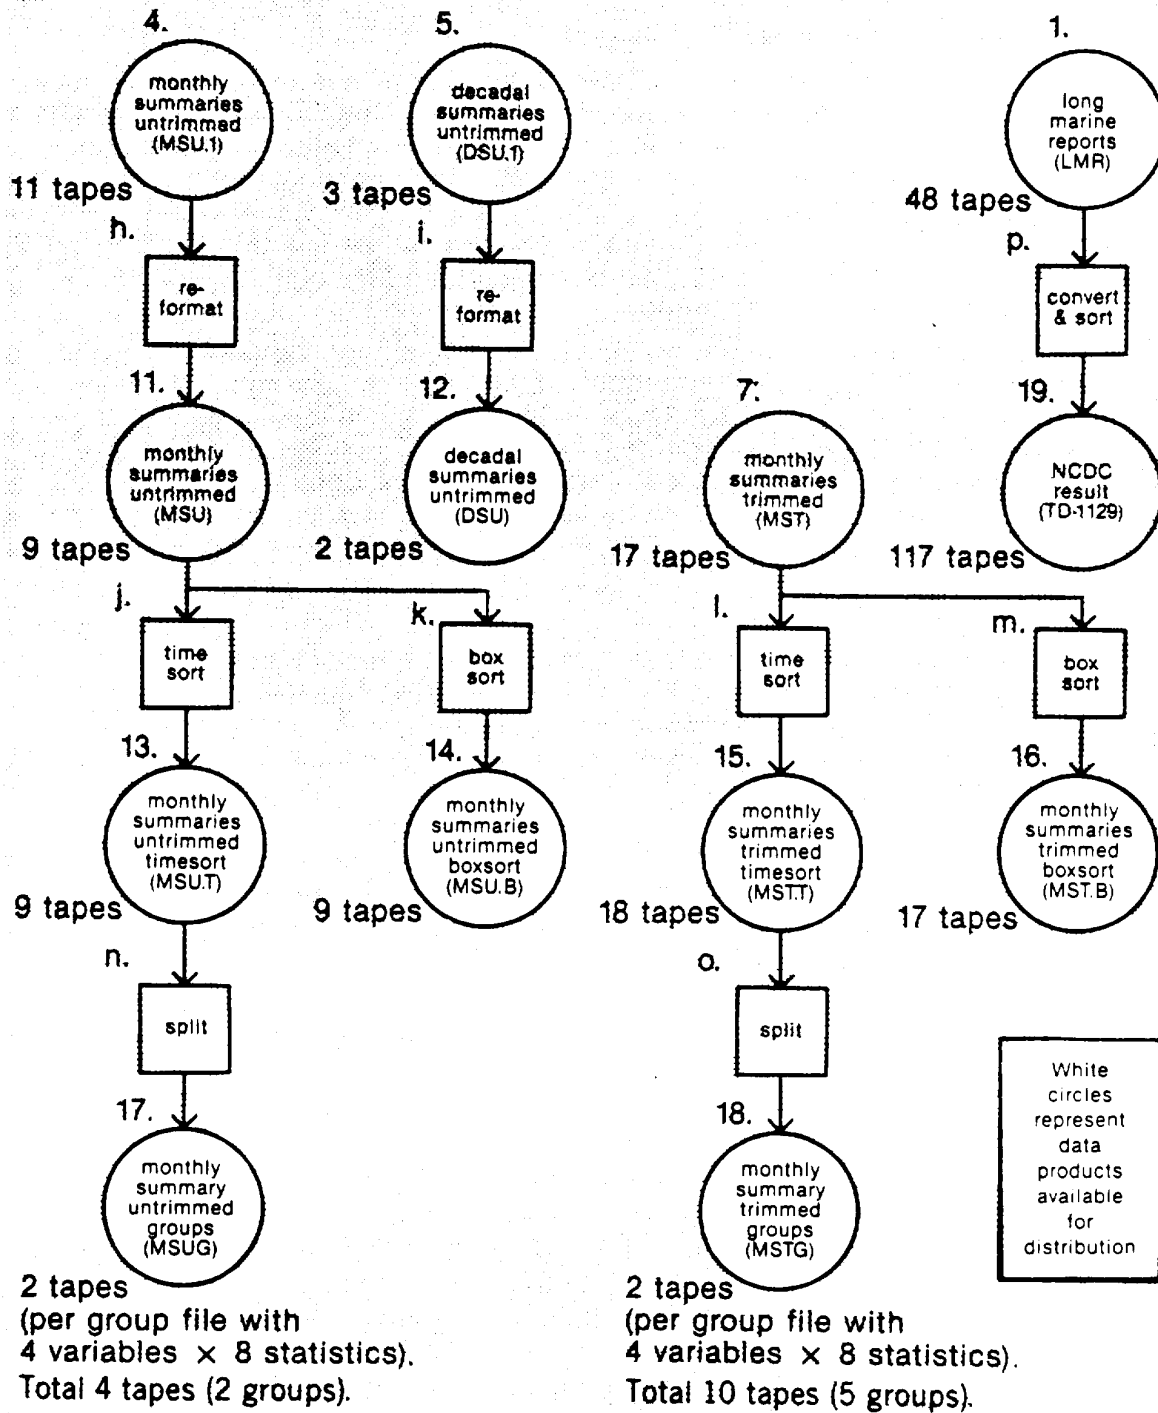 4.
monthly
summaries
untrimmed
(MSU.1)
11 tapes
h.
re-
format
11.
monthly
summaries
untrimmed
(MSU)
9 tapes
j.
time
sort
13.
monthly
summaries
untrimmed
timesort
(MSU.T)
9 tapes
n.
split
17.
monthly
summary
untrimmed
groups
(MSUG)
2 tapes
(per group file with
4 variables × 8 statistics).
Total 4 tapes (2 groups).
5.
decadal
summaries
untrimmed
(DSU.1)
3 tapes
i.
re-
format
12.
decadal
summaries
untrimmed
(DSU)
2 tapes
k.
box
sort
14.
monthly
summaries
untrimmed
boxsort
(MSU.B)
9 tapes
7.
monthly
summaries
trimmed
(MST)
17 tapes
l.
time
sort
15.
monthly
summaries
trimmed
timesort
(MST.T)
18 tapes
o.
split
18.
monthly
summary
trimmed
groups
(MSTG)
2 tapes
(per group file with
4 variables × 8 statistics).
Total 10 tapes (5 groups).
1.
long
marine
reports
(LMR)
48 tapes
p.
convert
& sort
19.
NCDC
result
(TD-1129)
117 tapes
m.
box
sort
16.
monthly
summaries
trimmed
boxsort
(MST.B)
17 tapes
White
circles
represent
data
products
available
for
distribution